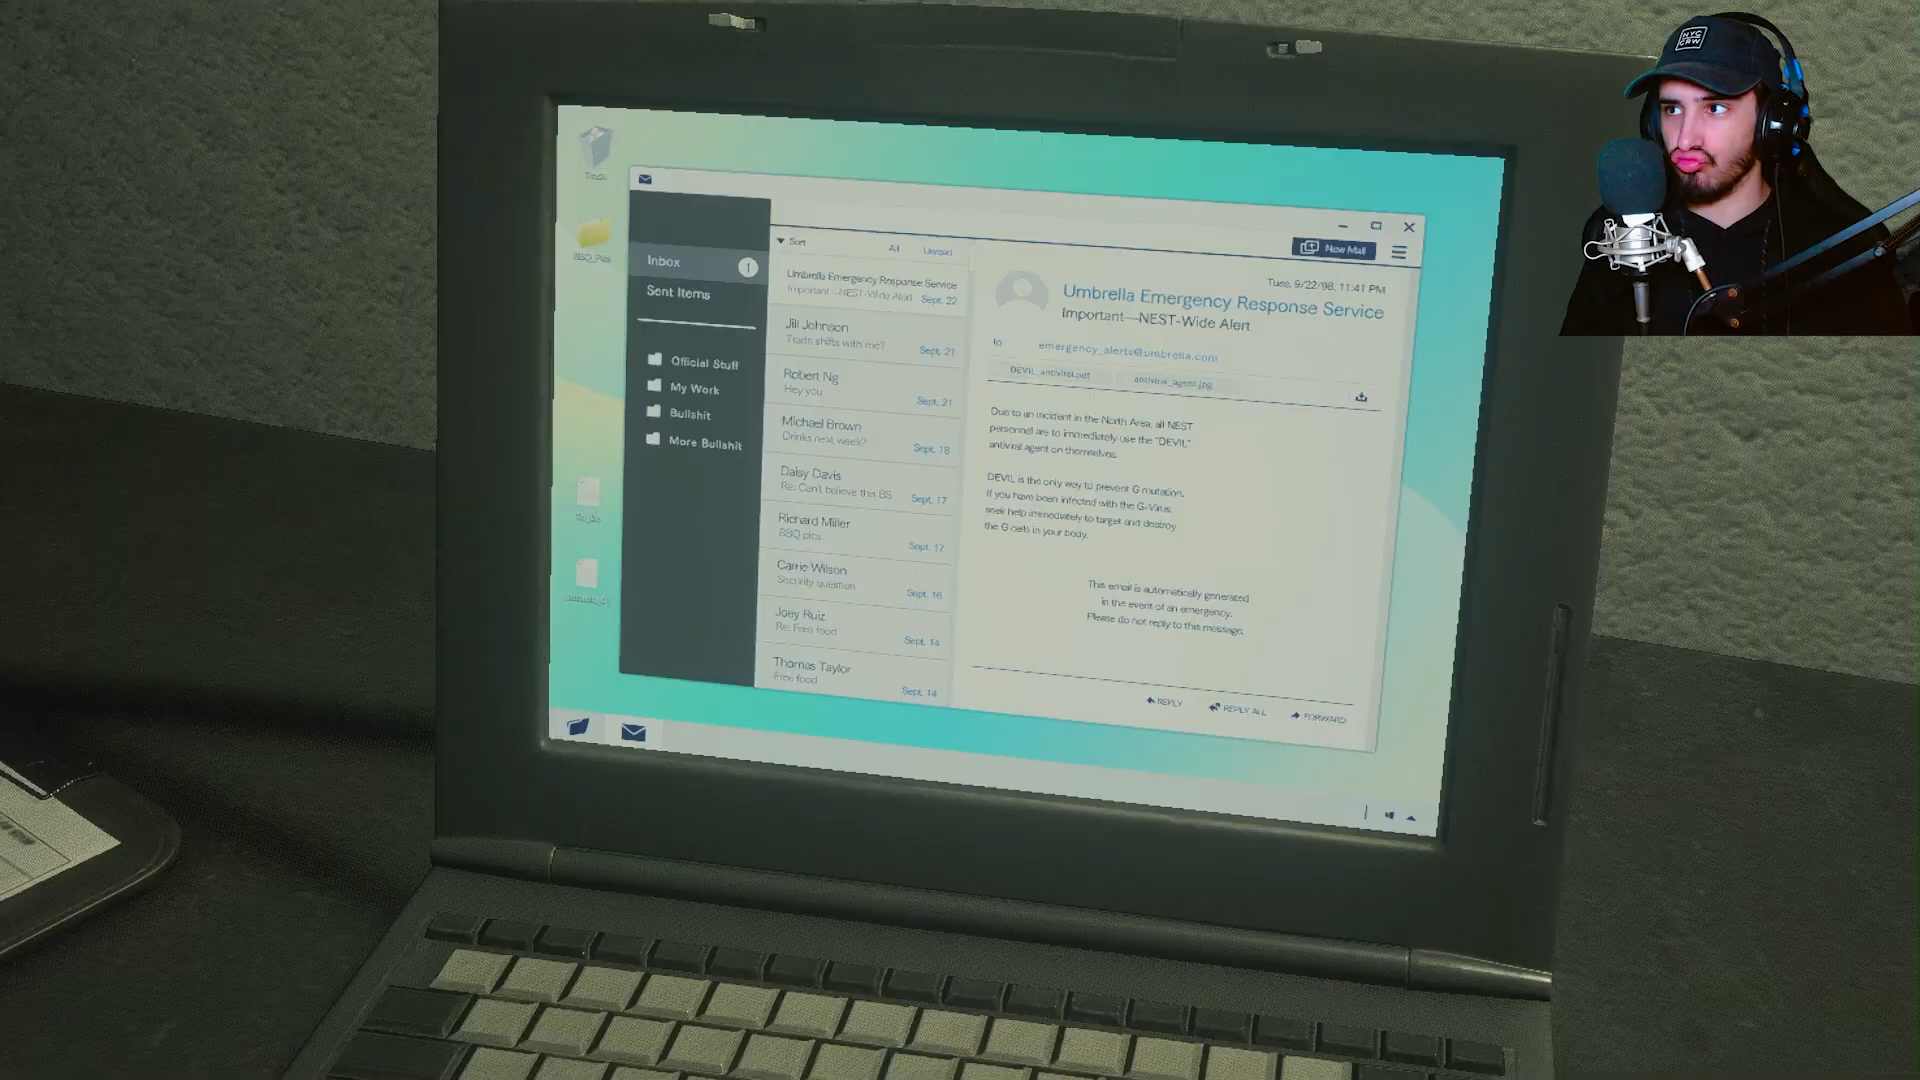 NYC
CRW
BBQ_Pics
Inbox
1
Sent Items
Official Stuff
My Work
Bullshit
More Bullshit
Sort
All
Unread
Umbrella Emergency Response Service
Important—NEST-Wide Alert
Sept. 22
Jill Johnson
Trade shifts with me?
Sept. 21
Robert Ng
Hey you
Sept. 21
Michael Brown
Drinks next week?
Sept. 18
Daisy Davis
Re: Can't believe this BS
Sept. 17
Richard Miller
BBQ pics
Sept. 17
Carrie Wilson
Security question
Sept. 16
Joey Ruiz
Re: Free food
Sept. 14
Thomas Taylor
Free food
Sept. 14
New Mail
Tues, 9/22/98, 11:41 PM
Umbrella Emergency Response Service
Important—NEST-Wide Alert
to
emergency_alerts@umbrella.com
DEVIL_antiviral.pdf
antiviral_agent.jpg
Due to an incident in the North Area, all NEST
personnel are to immediately use the "DEVIL"
antiviral agent on themselves.
DEVIL is the only way to prevent G mutation.
If you have been infected with the G-Virus,
seek help immediately to target and destroy
the G cells in your body.
This email is automatically generated
in the event of an emergency.
Please do not reply to this message.
REPLY
REPLY ALL
FORWARD